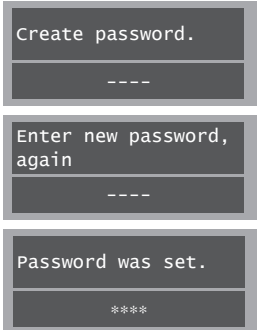 Create password.
----
Enter new password,
again
----
Password was set.
****